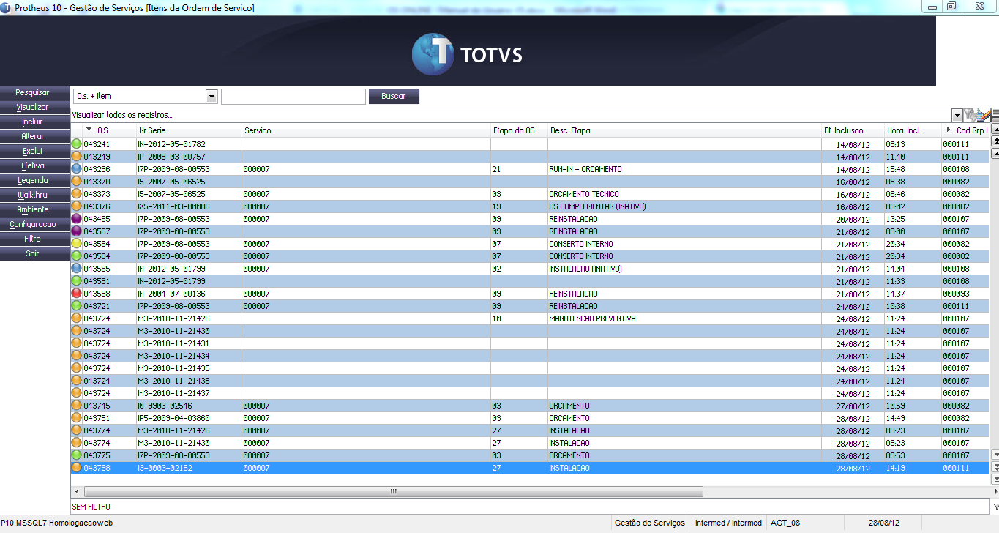 Protheus 10 - Gestão de Serviços [Itens da Ordem de Servico]
TOTVS
Pesquisar
Visualizar
Incluir
Alterar
Exclui
Efetiva
Legenda
Walkthru
Ambiente
Configuracao
Filtro
Sair
O.s. + Item Buscar
Visualizar todos os registros...
O.S. Nr.Serie Servico Etapa da OS Desc. Etapa Dt. Inclusao Hora. Incl. Cod Grp U
043241 IN-2012-05-01782 14/08/12 09:13 000111
043249 IP-2009-03-00757 14/08/12 11:40 000111
043296 I7P-2009-08-00553 000007 21 RUN-IN - ORCAMENTO 14/08/12 15:48 000108
043370 I5-2007-05-06525 16/08/12 08:38 000082
043373 I5-2007-05-06525 000007 03 ORCAMENTO TECNICO 16/08/12 08:46 000082
043376 IX5-2011-03-00006 000007 19 OS COMPLEMENTAR (INATIVO) 16/08/12 09:02 000082
043485 I7P-2009-08-00553 000007 09 REINSTALACAO 20/08/12 13:25 000107
043567 I7P-2009-08-00553 09 REINSTALACAO 21/08/12 09:00 000107
043584 I7P-2009-08-00553 000007 07 CONSERTO INTERNO 21/08/12 20:34 000082
043584 I7P-2009-08-00553 000007 07 CONSERTO INTERNO 21/08/12 20:34 000082
043585 IN-2012-05-01799 000007 02 INSTALACAO (INATIVO) 21/08/12 14:04 000108
043591 IN-2012-05-01799 21/08/12 11:33 000108
043598 IN-2004-07-00136 000007 09 REINSTALACAO 21/08/12 14:37 000093
043721 I7P-2009-08-00553 000007 09 REINSTALACAO 24/08/12 10:38 000111
043724 M3-2010-11-21426 10 MANUTENCAO PREVENTIVA 24/08/12 11:24 000107
043724 M3-2010-11-21430 24/08/12 11:24 000107
043724 M3-2010-11-21431 24/08/12 11:24 000107
043724 M3-2010-11-21434 24/08/12 11:24 000107
043724 M3-2010-11-21435 24/08/12 11:24 000107
043724 M3-2010-11-21436 24/08/12 11:24 000107
043724 M3-2010-11-21437 24/08/12 11:24 000107
043745 I0-9903-02546 000007 03 ORCAMENTO 27/08/12 10:59 000082
043751 IP5-2009-04-03860 000007 03 ORCAMENTO 28/08/12 14:49 000082
043774 M3-2010-11-21426 000007 27 INSTALACAO 28/08/12 09:23 000107
043774 M3-2010-11-21430 000007 27 INSTALACAO 28/08/12 09:23 000107
043775 I7P-2009-08-00553 000007 03 ORCAMENTO 28/08/12 09:53 000107
043798 I3-0003-02162 000007 27 INSTALACAO 28/08/12 14:19 000111
SEM FILTRO
P10 MSSQL7 Homologacaoweb Gestão de Serviços Intermed / Intermed AGT_08 28/08/12